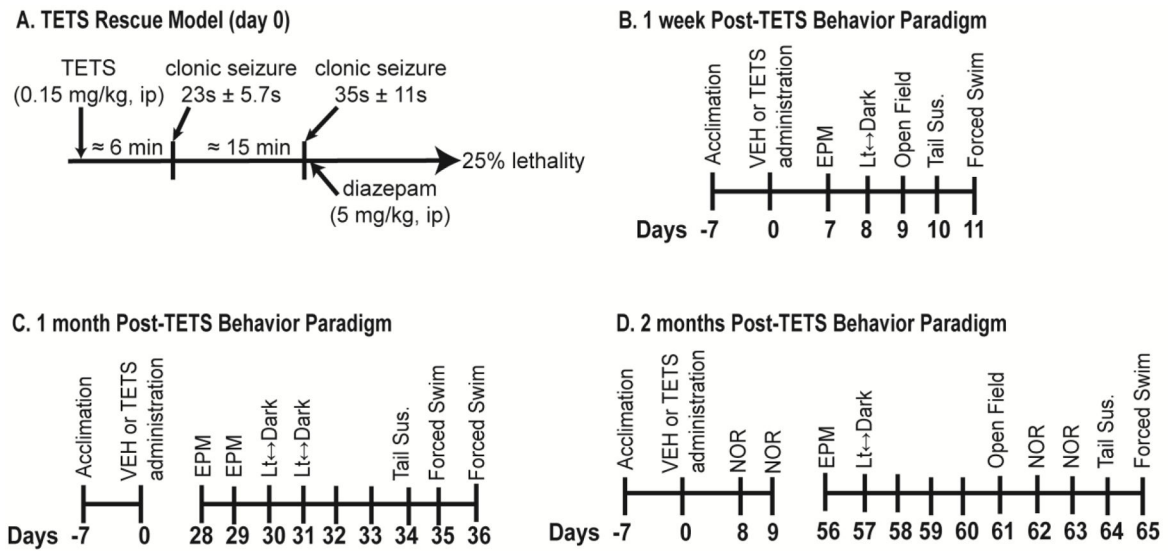 A. TETS Rescue Model (day 0)
TETS
(0.15 mg/kg, ip)
clonic seizure
23s ± 5.7s
clonic seizure
35s ± 11s
≈ 6 min
≈ 15 min
25% lethality
diazepam
(5 mg/kg, ip)
B. 1 week Post-TETS Behavior Paradigm
Acclimation
VEH or TETS
administration
EPM
Lt↔Dark
Open Field
Tail Sus.
Forced Swim
Days -7 0 7 8 9 10 11
C. 1 month Post-TETS Behavior Paradigm
Acclimation
VEH or TETS
administration
EPM
EPM
Lt↔Dark
Lt↔Dark
Tail Sus.
Forced Swim
Forced Swim
Days -7 0 28 29 30 31 32 33 34 35 36
D. 2 months Post-TETS Behavior Paradigm
Acclimation
VEH or TETS
administration
NOR
NOR
EPM
Lt↔Dark
Open Field
NOR
NOR
Tail Sus.
Forced Swim
Days -7 0 8 9 56 57 58 59 60 61 62 63 64 65